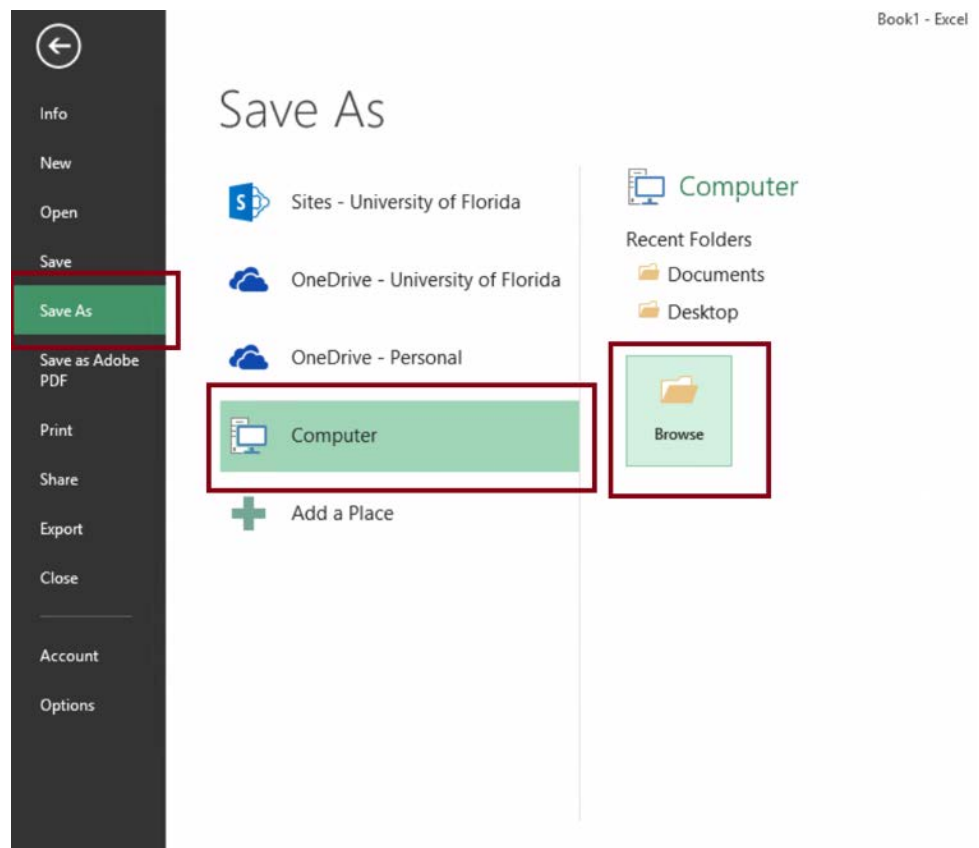 Book1 - Excel
Info
New
Open
Save
Save As
Save as Adobe
PDF
Print
Share
Export
Close
Account
Options
Save As
S
Sites - University of Florida
OneDrive - University of Florida
OneDrive - Personal
Computer
Add a Place
Computer
Recent Folders
Documents
Desktop
Browse